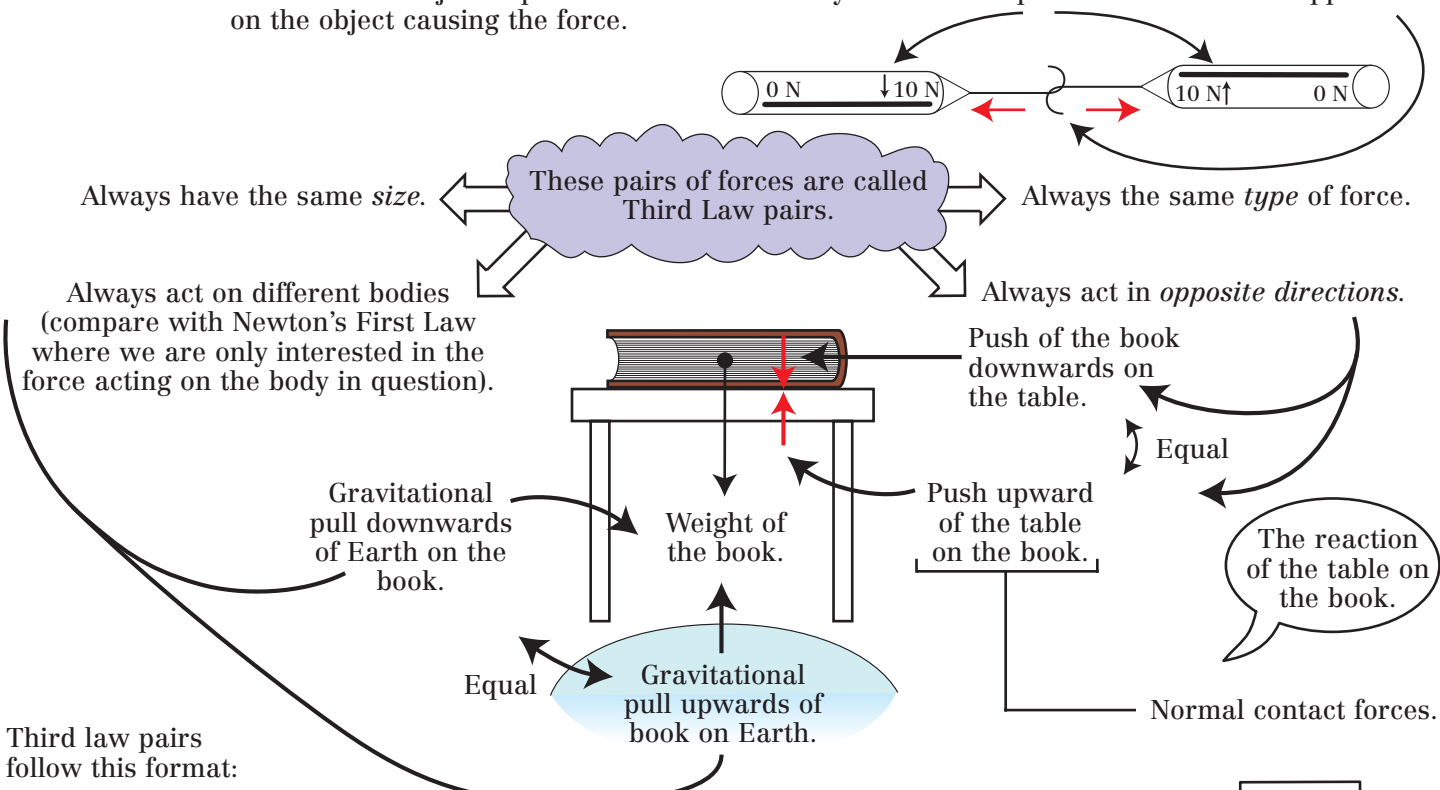 on the object causing the force.
0 N
10 N
10 N
0 N
These pairs of forces are called
Third Law pairs.
Always have the same size.
Always the same type of force.
Always act on different bodies
(compare with Newton's First Law
where we are only interested in the
force acting on the body in question).
Always act in opposite directions.
Push of the book
downwards on
the table.
Equal
Gravitational
pull downwards
of Earth on the
book.
Weight of
the book.
Push upward
of the table
on the book.
The reaction
of the table on
the book.
Equal
Gravitational
pull upwards of
book on Earth.
Normal contact forces.
Third law pairs
follow this format: